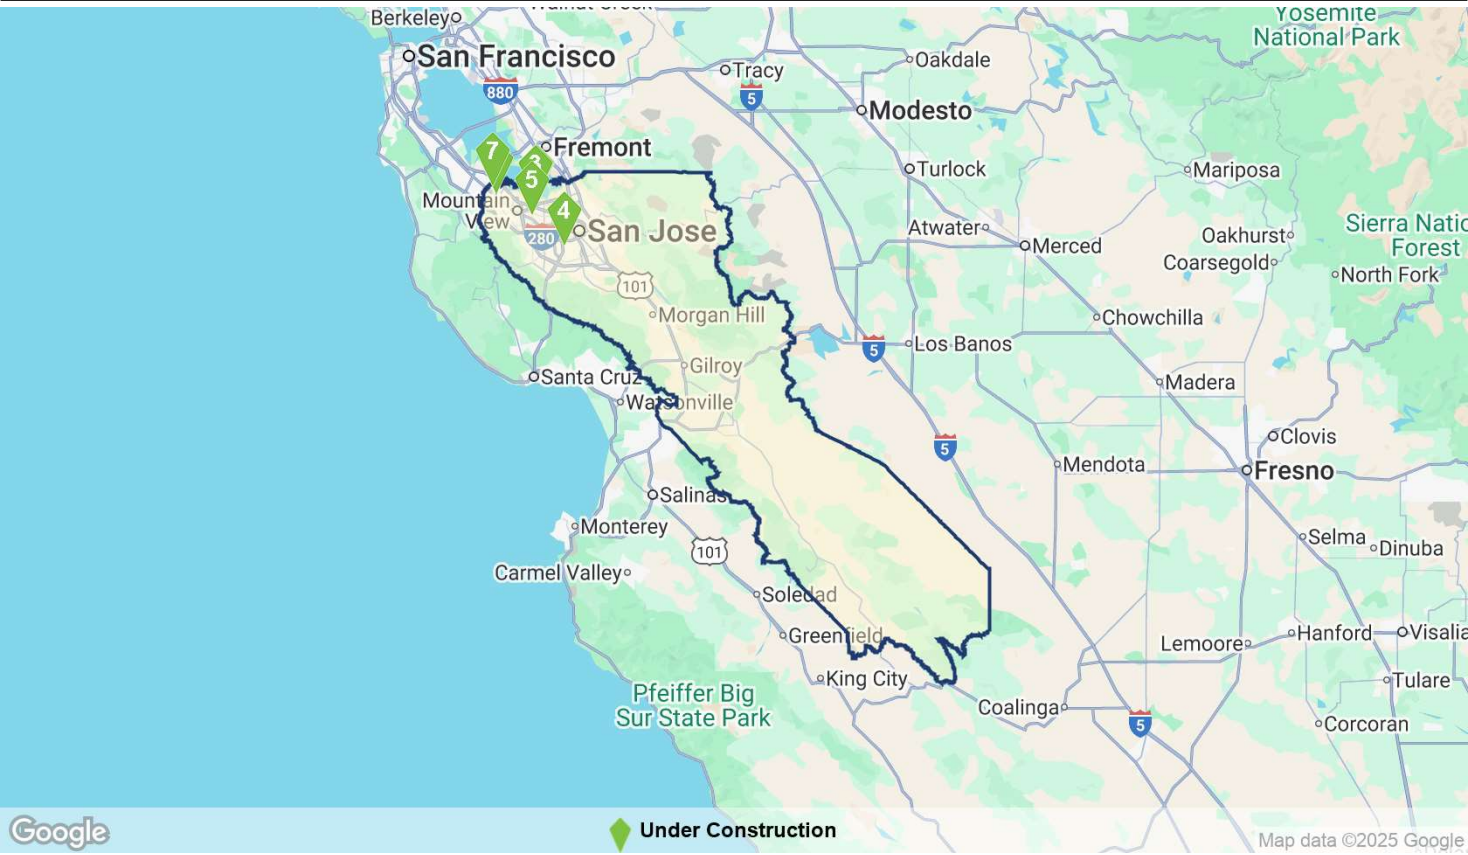 Berkeley
Walnut Creek
Yosemite
National Park
San Francisco
Oakdale
Tracy
880
5
Modesto
7
3
Fremont
Turlock
Mariposa
5
Mountain
View
4
San Jose
280
Atwater
Merced
Oakhurst
Sierra Natio
Forest
Coarsegold
North Fork
101
Morgan Hill
Chowchilla
5
Los Banos
Gilroy
Santa Cruz
Madera
Watsonville
5
Clovis
Mendota
Fresno
Salinas
Monterey
101
Selma
Dinuba
Carmel Valley
Soledad
Greenfield
Lemoore
Hanford
Visalia
King City
Tulare
Pfeiffer Big
Sur State Park
Coalinga
5
Corcoran
Google
Under Construction
Map data ©2025 Google